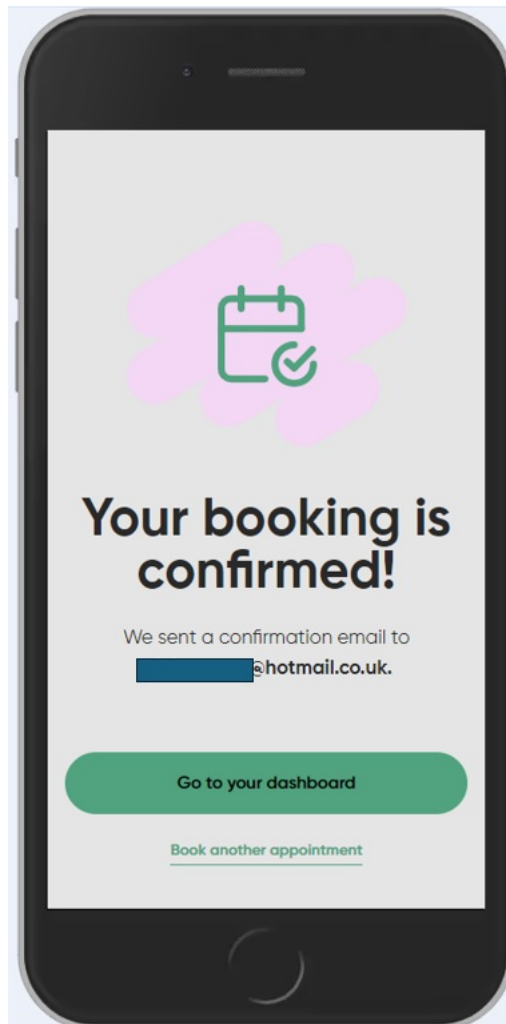 Your booking is
confirmed!
We sent a confirmation email to
@hotmail.co.uk.
Go to your dashboard
Book another appointment